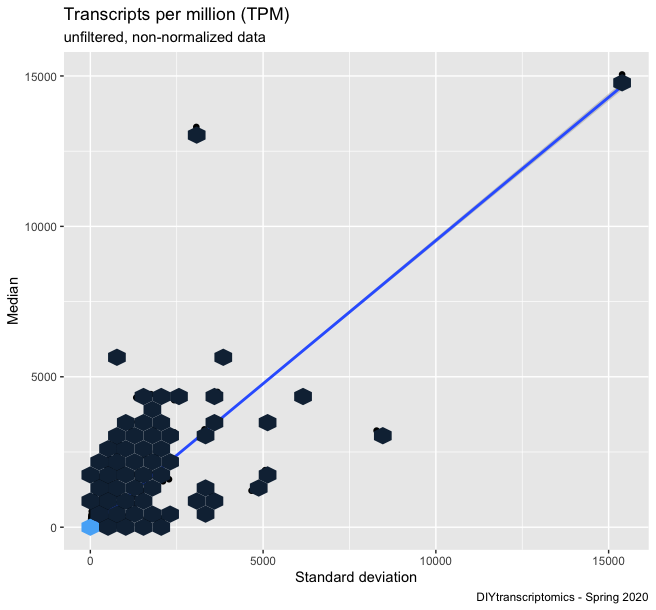 Transcripts per million (TPM)
unfiltered, non-normalized data
15000
10000
5000
0
Median
0 5000 10000 15000
Standard deviation
DIYtranscriptomics - Spring 2020